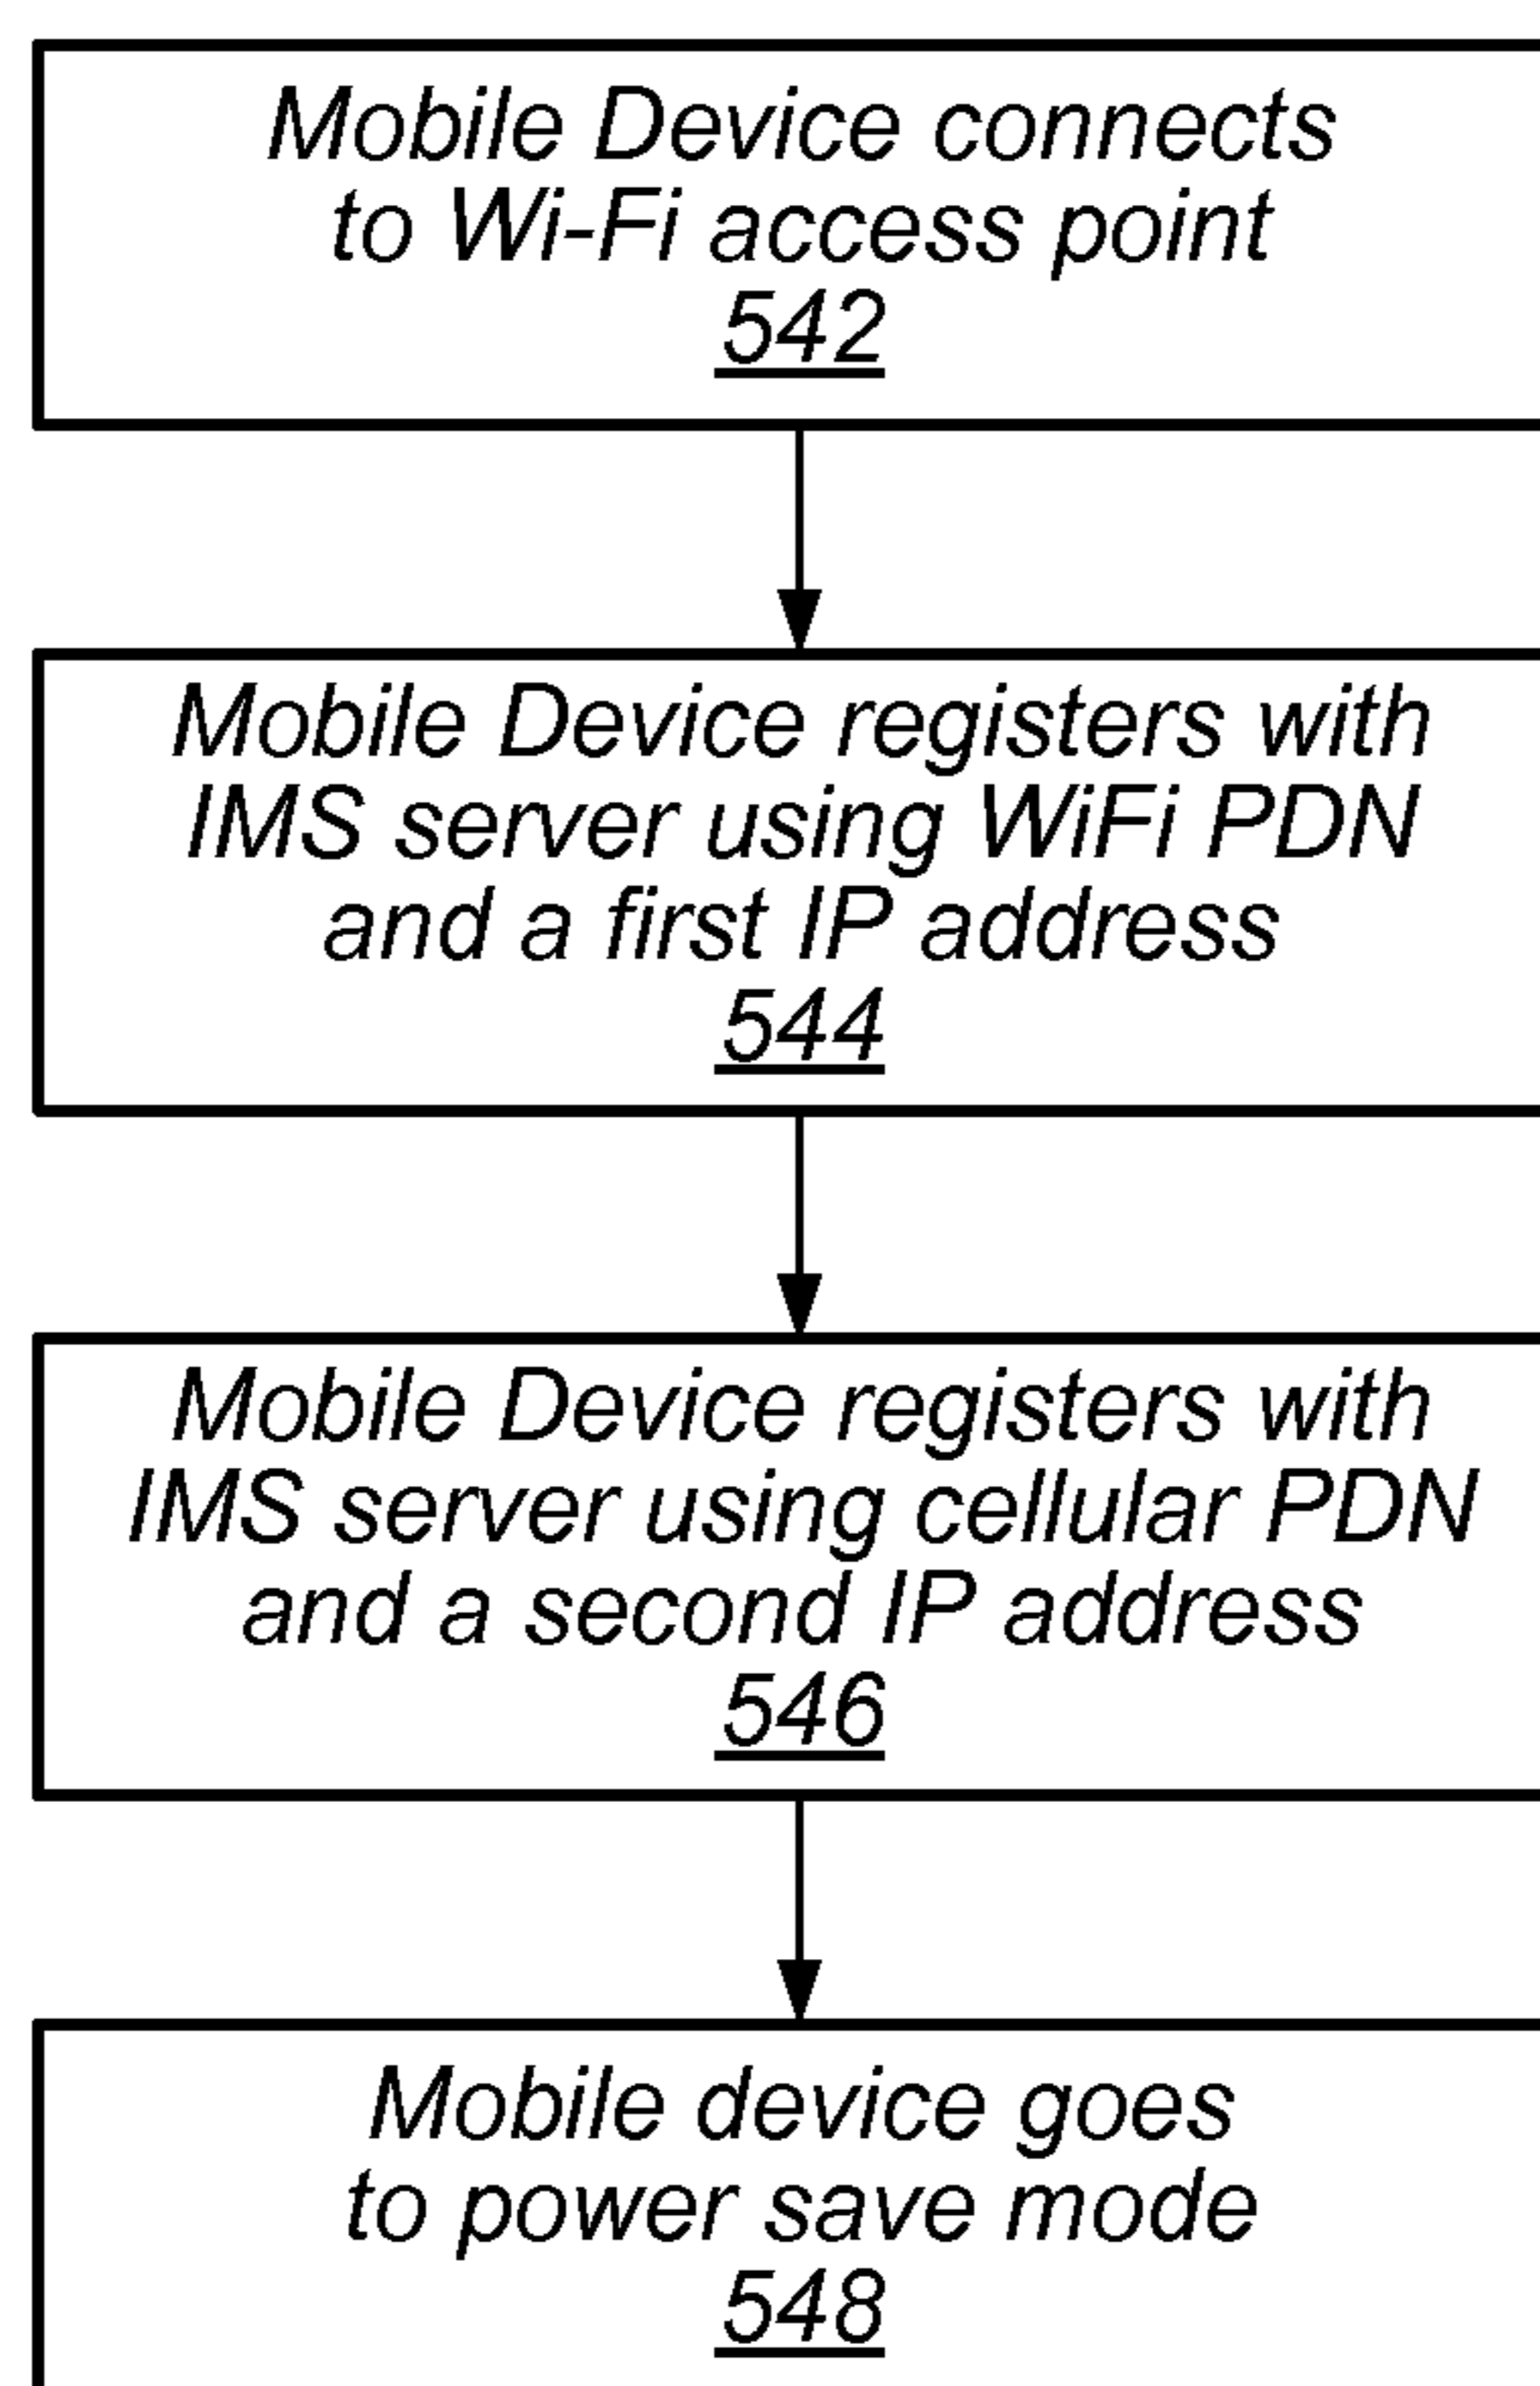 Mobile Device connects
to Wi-Fi access point
542
Mobile Device registers with
IMS server using WiFi PDN
and a first IP address
544
Mobile Device registers with
IMS server using cellular PDN
and a second IP address
546
Mobile device goes
to power save mode
548